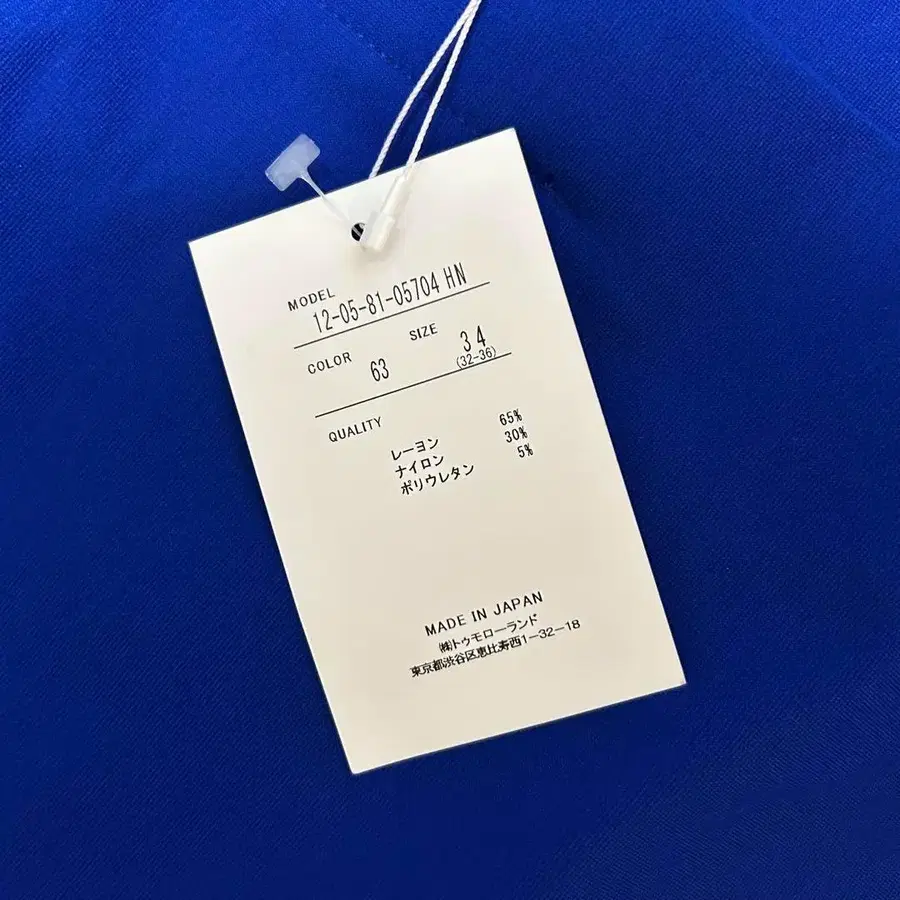 MODEL
12-05-81-05704 HN
COLOR 63 SIZE 34
(32-36)
QUALITY
レーヨン 65%
ナイロン 30%
ポリウレタン 5%
MADE IN JAPAN
㈱トゥモローランド
東京都渋谷区恵比寿西1-32-18